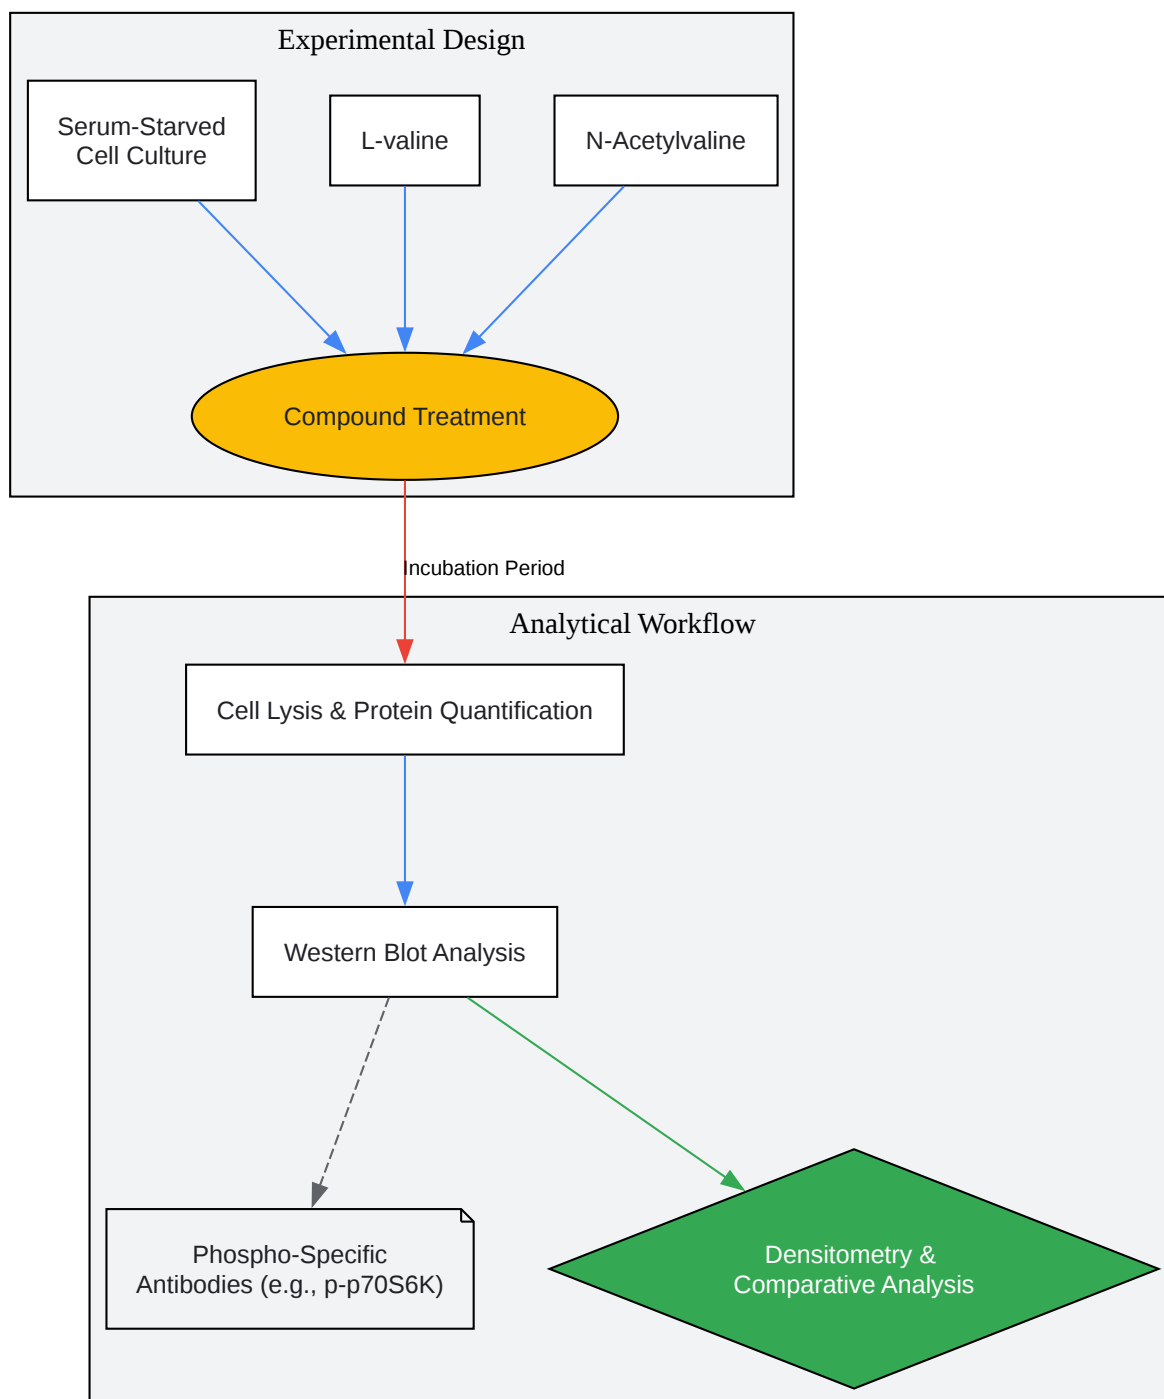 Experimental Design
Serum-Starved
Cell Culture
L-valine
N-Acetylvaline
Compound Treatment
Incubation Period
Analytical Workflow
Cell Lysis & Protein Quantification
Western Blot Analysis
Phospho-Specific
Antibodies (e.g., p-p70S6K)
Densitometry &
Comparative Analysis